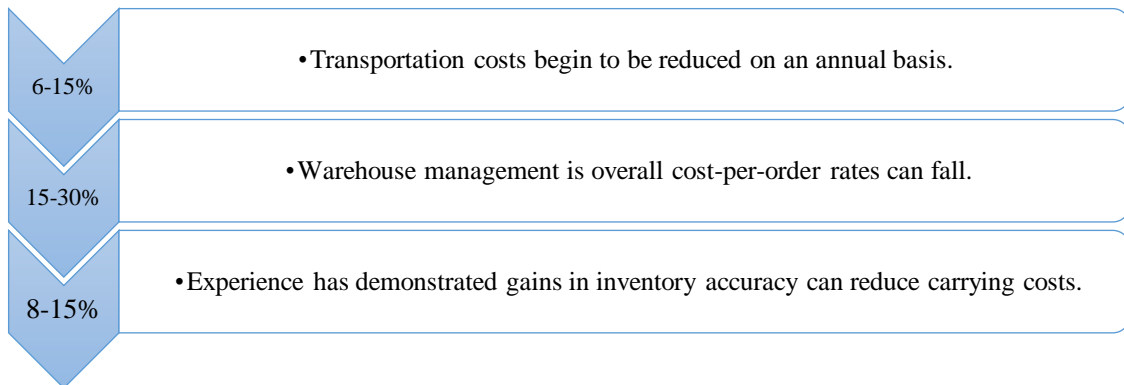 6-15%
•Transportation costs begin to be reduced on an annual basis.
15-30%
•Warehouse management is overall cost-per-order rates can fall.
8-15%
•Experience has demonstrated gains in inventory accuracy can reduce carrying costs.